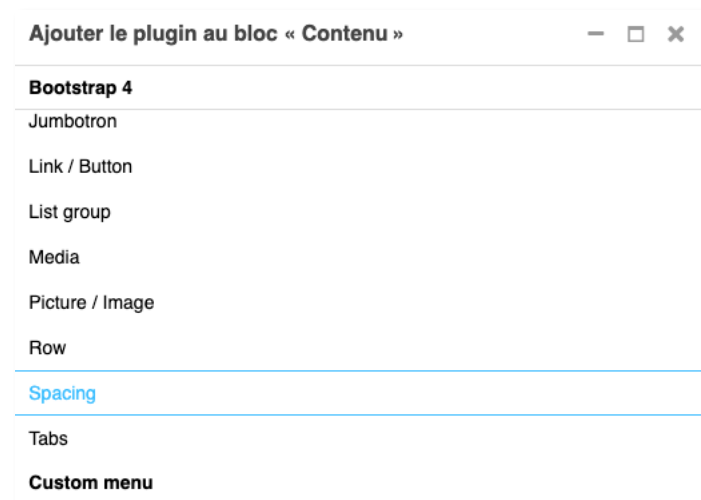 Ajouter le plugin au bloc « Contenu »
Bootstrap 4
Jumbotron
Link / Button
List group
Media
Picture / Image
Row
Spacing
Tabs
Custom menu